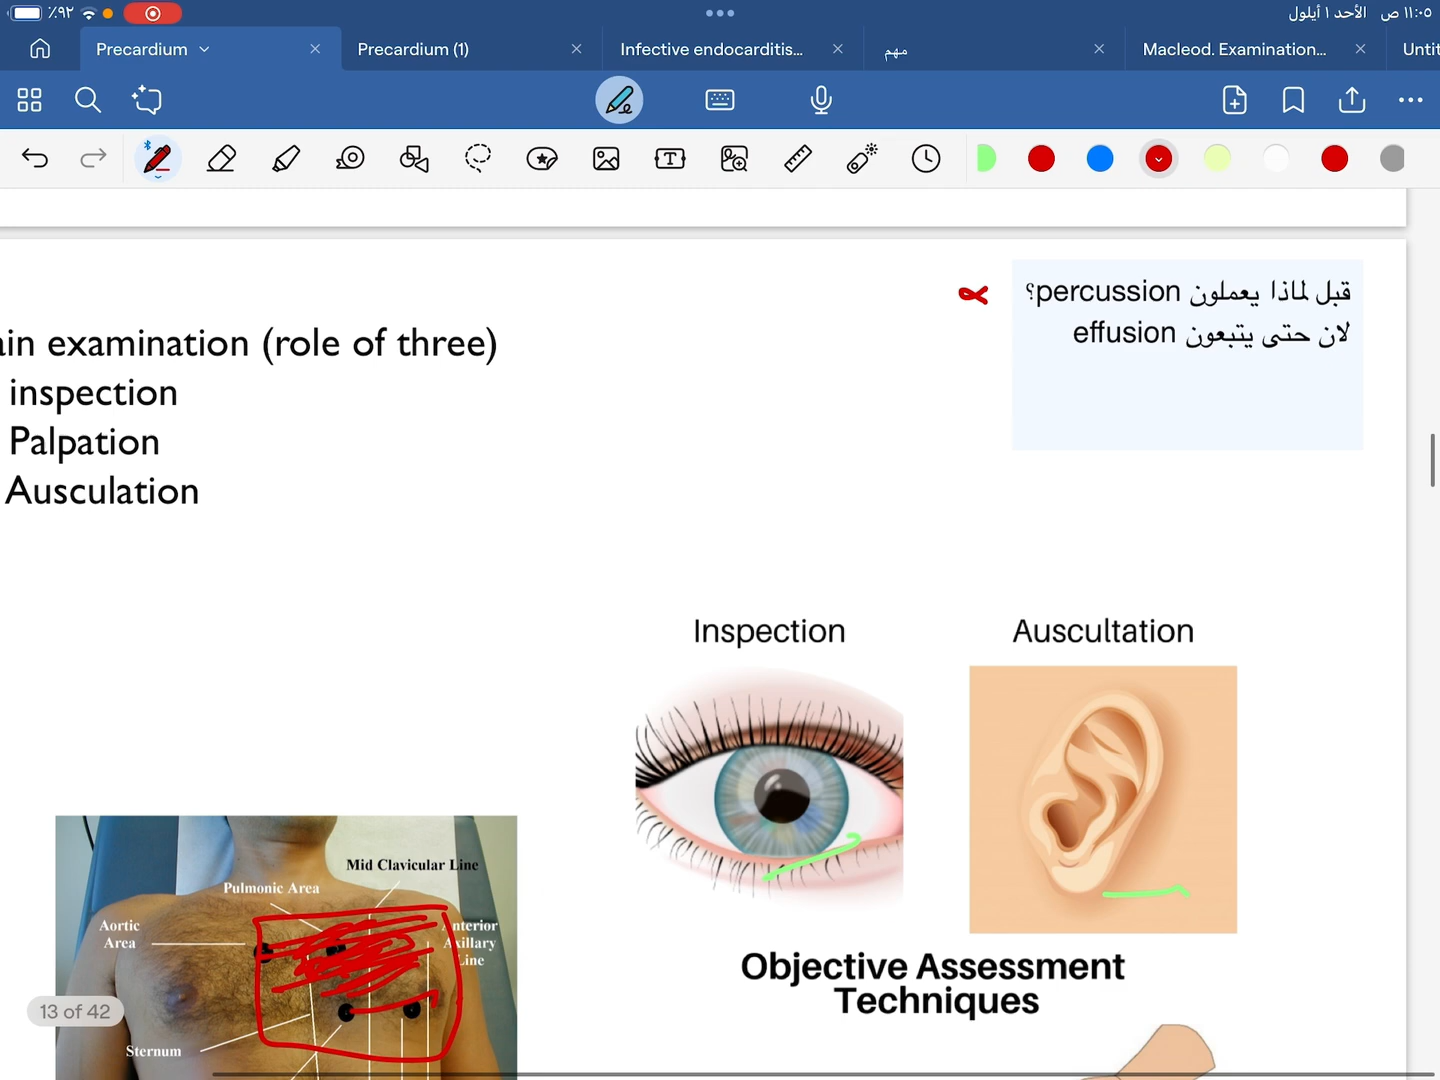 ٪٩٢
١١:٠٥ ص الأحد ١ أيلول
Precardium
Precardium (1)
Infective endocarditis...
مهم
Macleod. Examination...
Untit
قبل لماذا يعملون percussion؟
لان حتى يتبعون effusion
ain examination (role of three)
inspection
Palpation
Ausculation
Inspection
Auscultation
Mid Clavicular Line
Pulmonic Area
Aortic
Area
Anterior
Axillary
Line
Sternum
Objective Assessment
Techniques
13 of 42